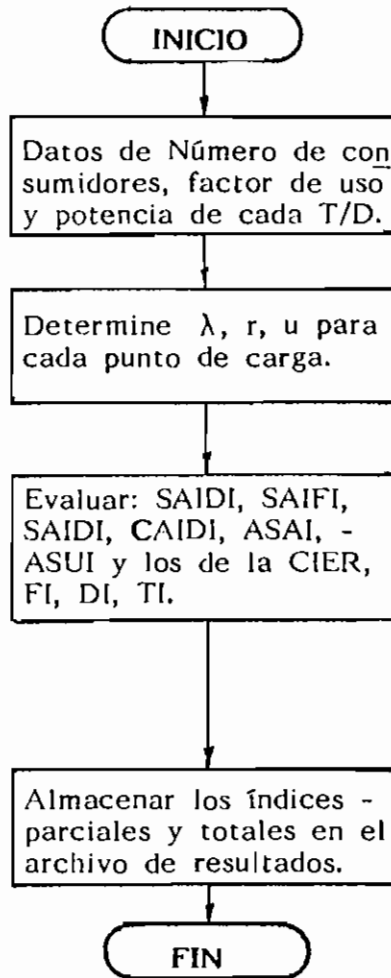 INICIO
Datos de Número de con
sumidores, factor de uso
y potencia de cada T/D.
Determine λ, r, u para
cada punto de carga.
Evaluar: SAIDI, SAIFI,
SAIDI, CAIDI, ASAI, -
ASUI y los de la CIER,
FI, DI, TI.
Almacenar los índices -
parciales y totales en el
archivo de resultados.
FIN